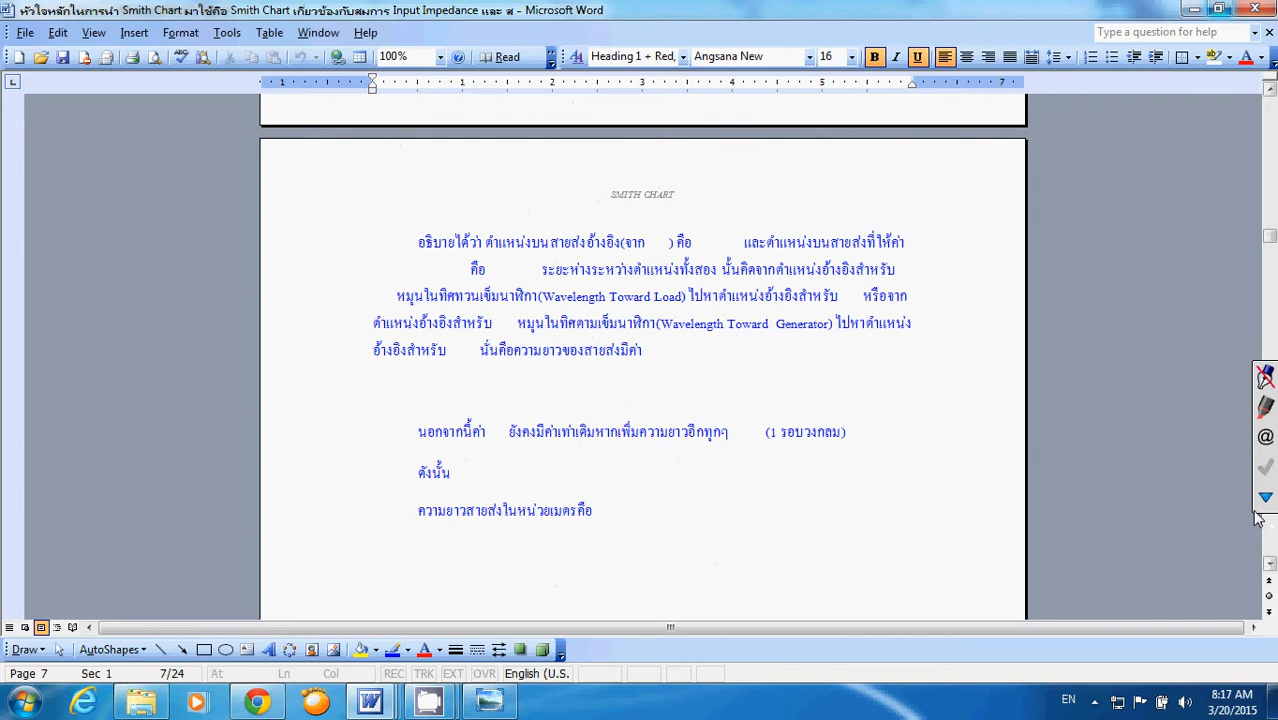 หัวใจหลักในการนำ Smith Chart มาใช้คือ Smith Chart เกี่ยวข้องกับสมการ Input Impedance และ ส - Microsoft Word
File Edit View Insert Format Tools Table Window Help Type a question for help
100% Read Heading 1 + Red, Angsana New 16 B I U
1 1 2 3 4 5 7
SMITH CHART
อธิบายได้ว่า ตำแหน่งบนสายส่งอ้างอิง(จาก ) คือ และตำแหน่งบนสายส่งที่ให้ค่า
คือ ระยะห่างระหว่างตำแหน่งทั้งสอง นั้นคิดจากตำแหน่งอ้างอิงสำหรับ
หมุนในทิศทวนเข็มนาฬิกา(Wavelength Toward Load) ไปหาตำแหน่งอ้างอิงสำหรับ หรือจาก
ตำแหน่งอ้างอิงสำหรับ หมุนในทิศตามเข็มนาฬิกา(Wavelength Toward Generator) ไปหาตำแหน่ง
อ้างอิงสำหรับ นั่นคือความยาวของสายส่งมีค่า
นอกจากนี้ค่า ยังคงมีค่าเท่าเดิมหากเพิ่มความยาวอีกทุกๆ (1 รอบวงกลม)
ดังนั้น
ความยาวสายส่งในหน่วยเมตรคือ
Draw AutoShapes
Page 7 Sec 1 7/24 At Ln Col REC TRK EXT OVR English (U.S.
EN 8:17 AM
3/20/2015